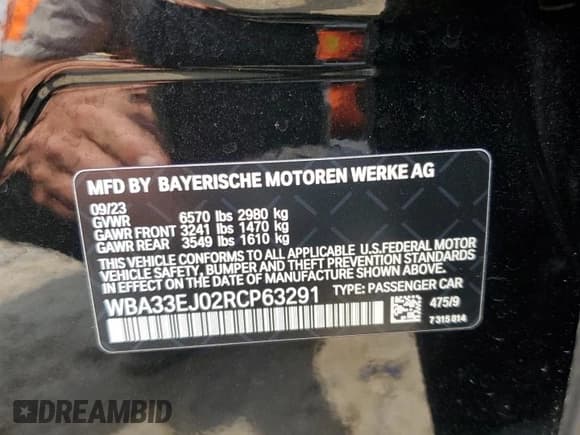 MFD BY BAYERISCHE MOTOREN WERKE AG
09/23
GVWR 6570 lbs 2980 kg
GAWR FRONT 3241 lbs 1470 kg
GAWR REAR 3549 lbs 1610 kg
THIS VEHICLE CONFORMS TO ALL APPLICABLE U.S.FEDERAL MOTOR
VEHICLE SAFETY, BUMPER AND THEFT PREVENTION STANDARDS
IN EFFECT ON THE DATE OF MANUFACTURE SHOWN ABOVE.
WBA33EJ02RCP63291 TYPE: PASSENGER CAR
475/9
7 315 814
DREAMBID